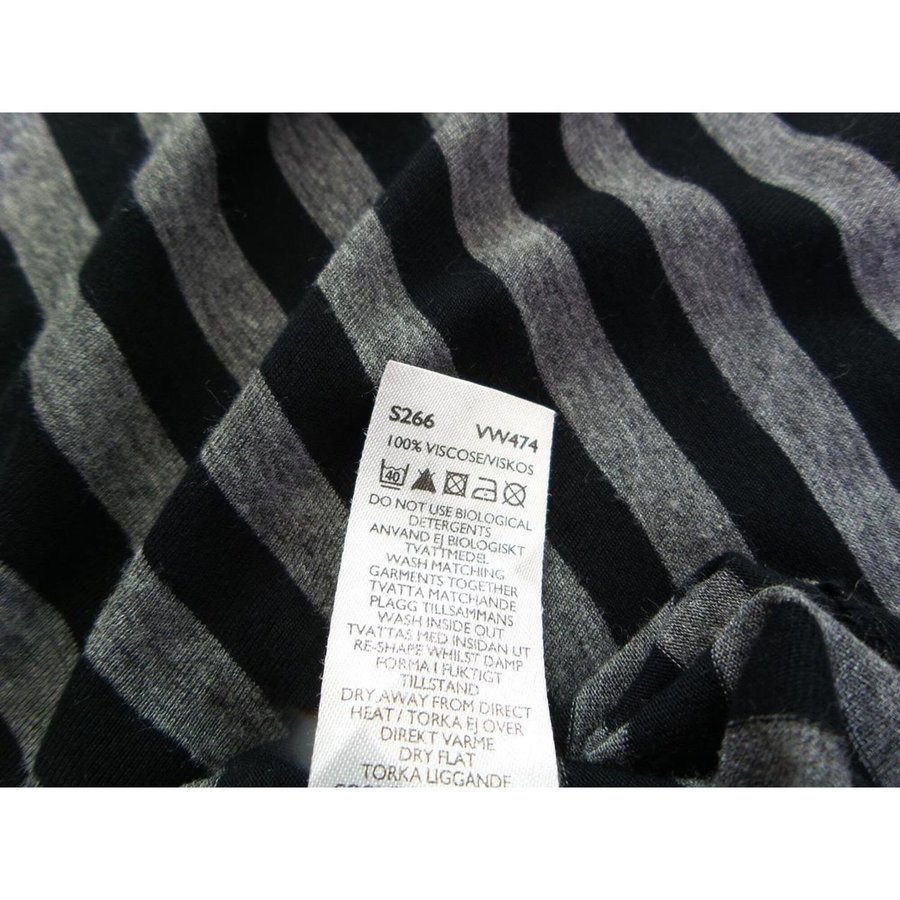 S266 VW474
100% VISCOSE/VISKOS
40
DO NOT USE BIOLOGICAL
DETERGENTS
ANVAND EJ BIOLOGISKT
TVATTMEDEL
WASH MATCHING
GARMENTS TOGETHER
TVATTA MATCHANDE
PLAGG TILLSAMMANS
WASH INSIDE OUT
TVATTAS MED INSIDAN UT
RE-SHAPE WHILST DAMP
FORMA I FUKTIGT
TILLSTAND
DRY AWAY FROM DIRECT
HEAT / TORKA EJ OVER
DIREKT VARME
DRY FLAT
TORKA LIGGANDE